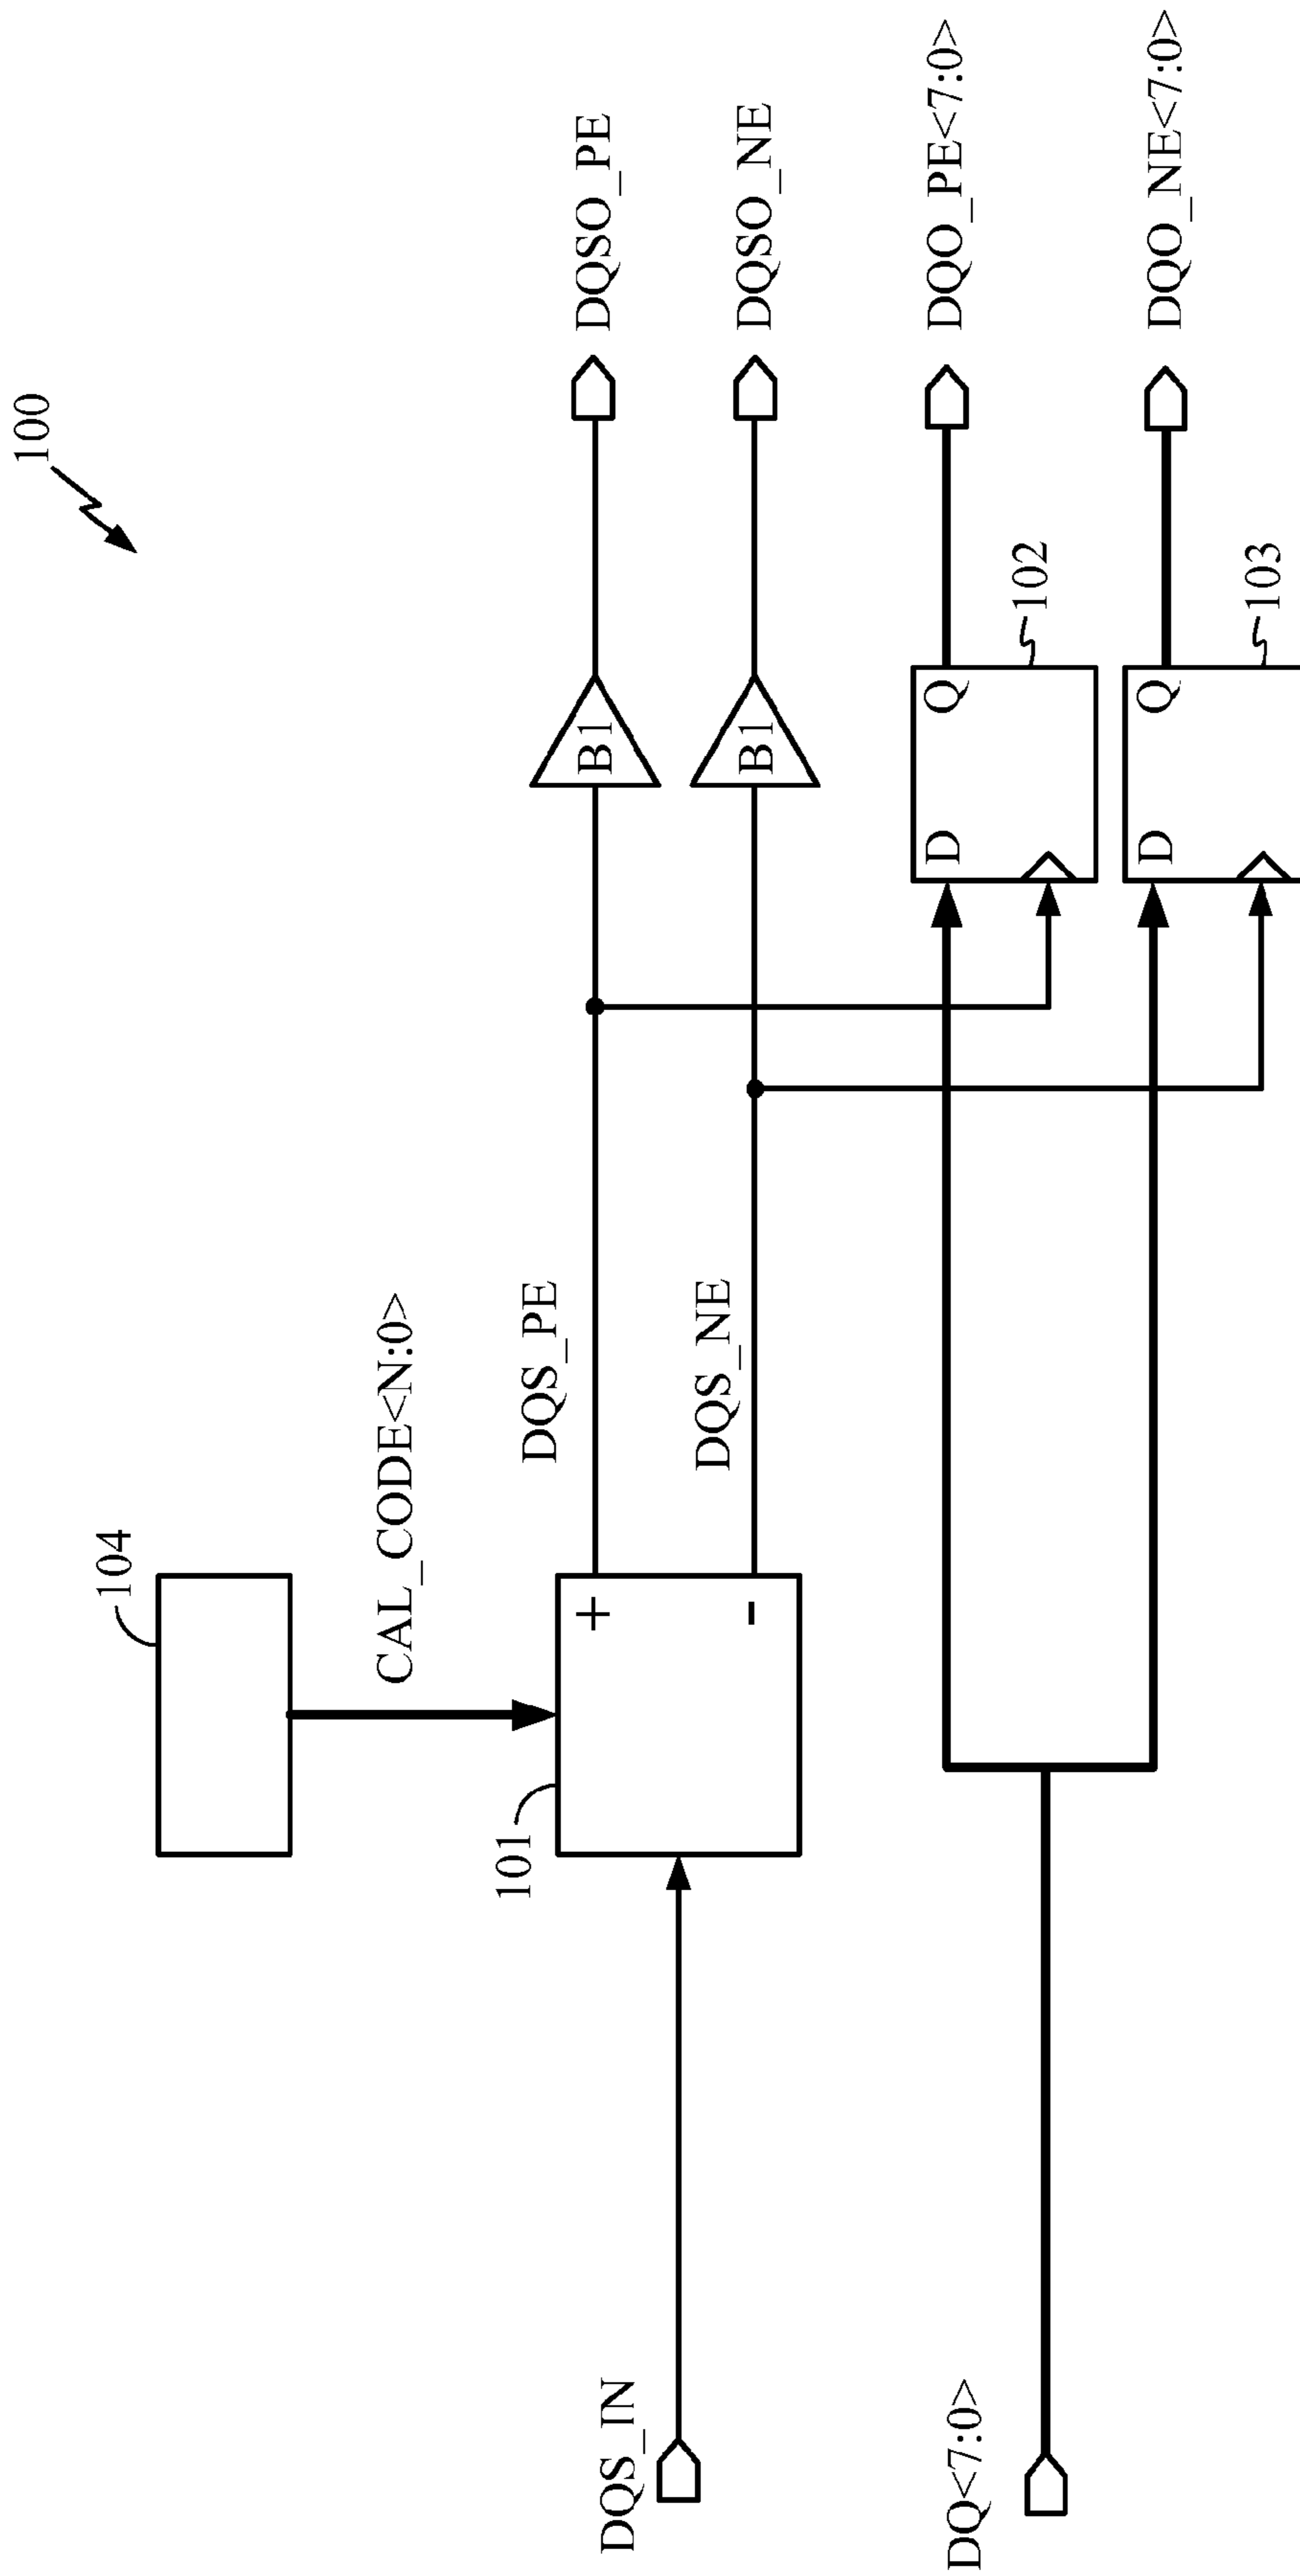 100
104
CAL_CODE<N:0>
101
+
-
DQS_IN
DQS_PE
DQS_NE
B1
B1
DQSO_PE
DQSO_NE
DQ<7:0>
D
Q
102
DQO_PE<7:0>
D
Q
103
DQO_NE<7:0>